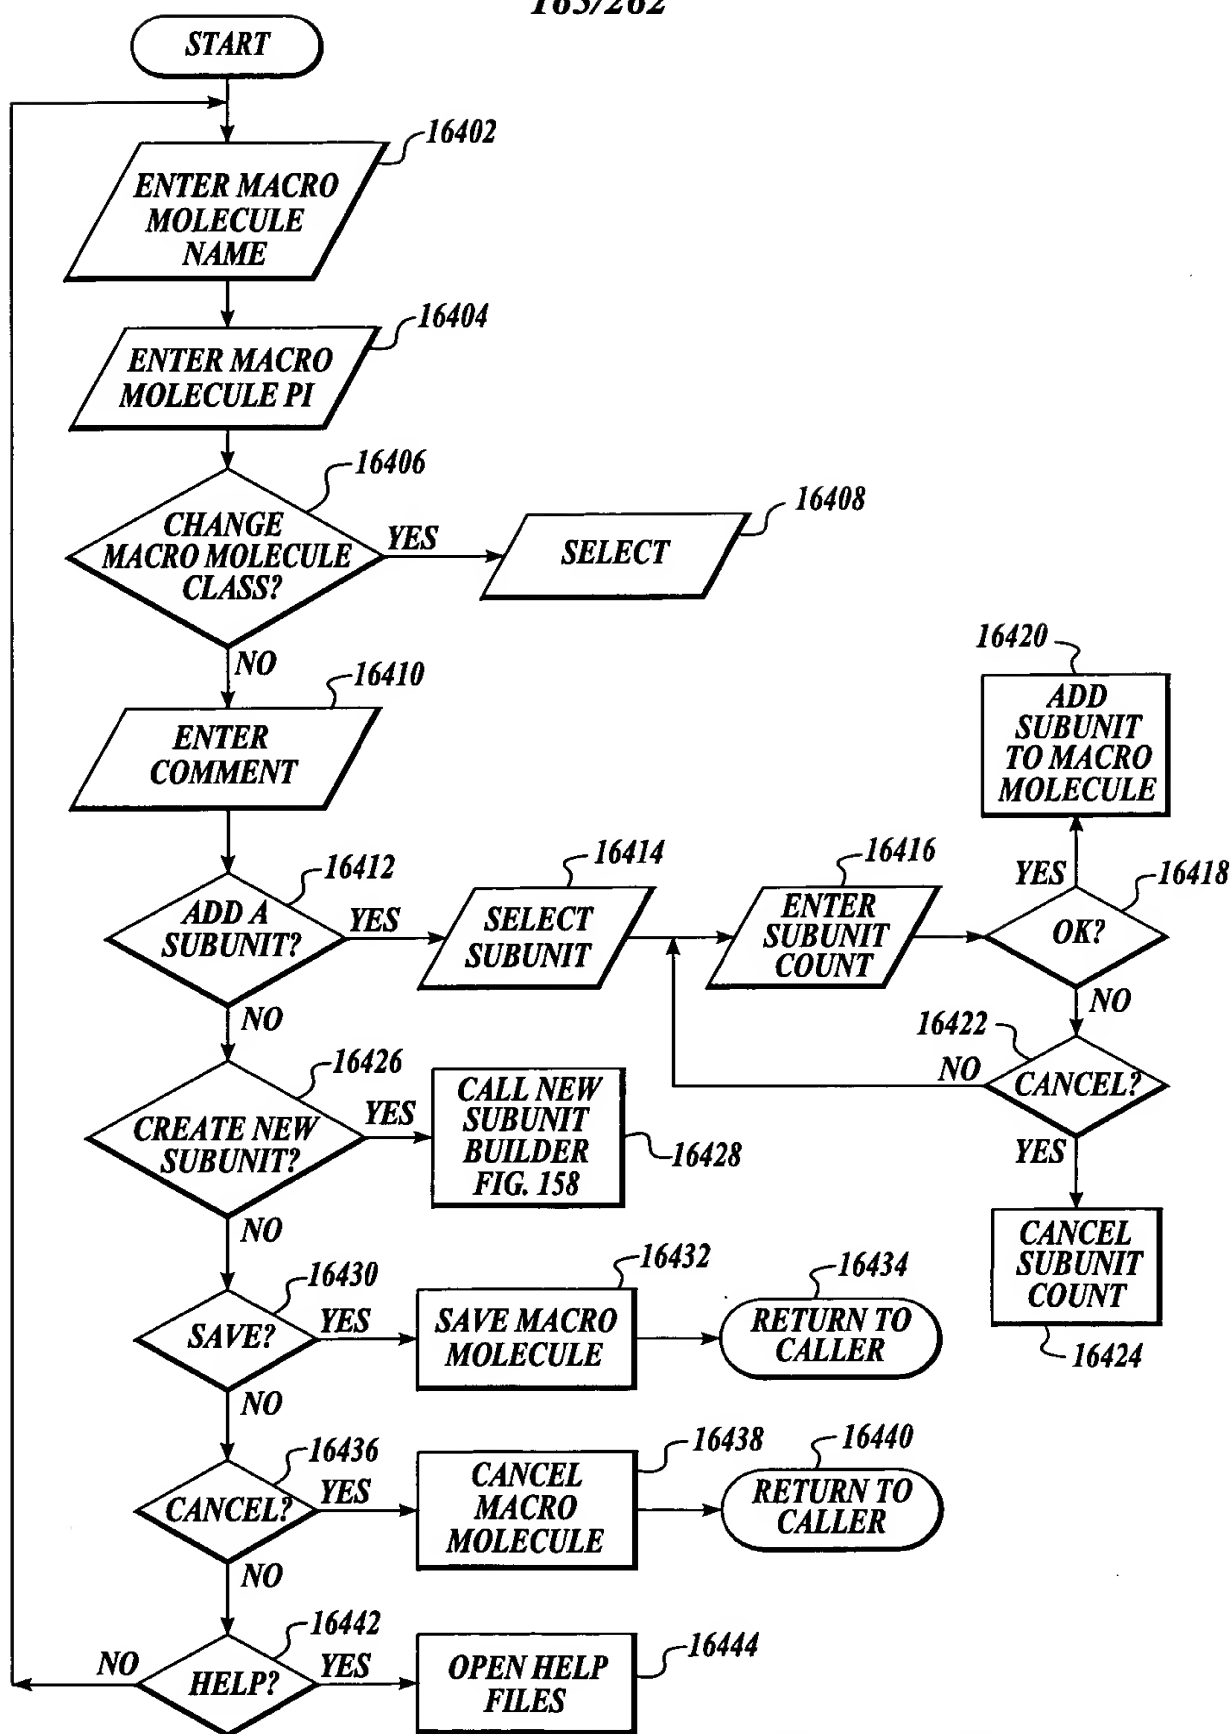 163/262
START
16402
ENTER MACRO
MOLECULE
NAME
16404
ENTER MACRO
MOLECULE PI
16406
CHANGE
MACRO MOLECULE
CLASS?
YES
16408
SELECT
NO
16410
ENTER
COMMENT
16412
ADD A
SUBUNIT?
YES
16414
SELECT
SUBUNIT
16416
ENTER
SUBUNIT
COUNT
16418
OK?
YES
16420
ADD
SUBUNIT
TO MACRO
MOLECULE
NO
16422
CANCEL?
NO
YES
CANCEL
SUBUNIT
COUNT
16424
NO
16426
CREATE NEW
SUBUNIT?
YES
CALL NEW
SUBUNIT
BUILDER
FIG. 158
16428
NO
16430
SAVE?
YES
16432
SAVE MACRO
MOLECULE
16434
RETURN TO
CALLER
NO
16436
CANCEL?
YES
16438
CANCEL
MACRO
MOLECULE
16440
RETURN TO
CALLER
NO
16442
HELP?
NO
YES
16444
OPEN HELP
FILES